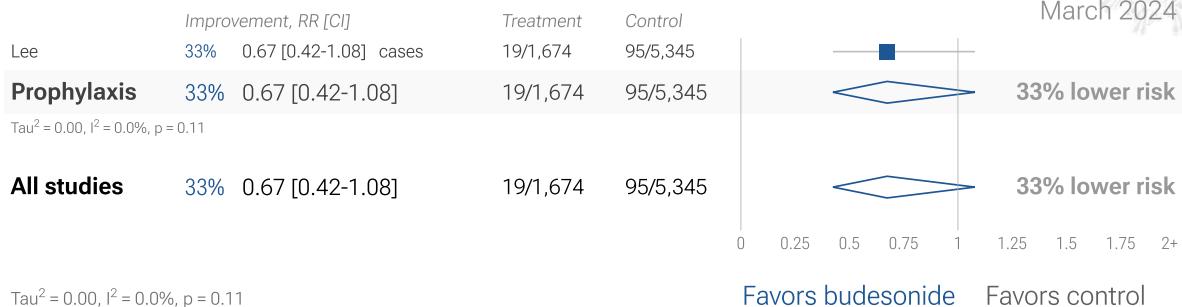 March 2024
Improvement, RR [CI] Treatment Control
Lee 33% 0.67 [0.42-1.08] cases 19/1,674 95/5,345
Prophylaxis 33% 0.67 [0.42-1.08] 19/1,674 95/5,345 33% lower risk
Tau² = 0.00, I² = 0.0%, p = 0.11
All studies 33% 0.67 [0.42-1.08] 19/1,674 95/5,345 33% lower risk
0 0.25 0.5 0.75 1 1.25 1.5 1.75 2+
Tau² = 0.00, I² = 0.0%, p = 0.11 Favors budesonide Favors control